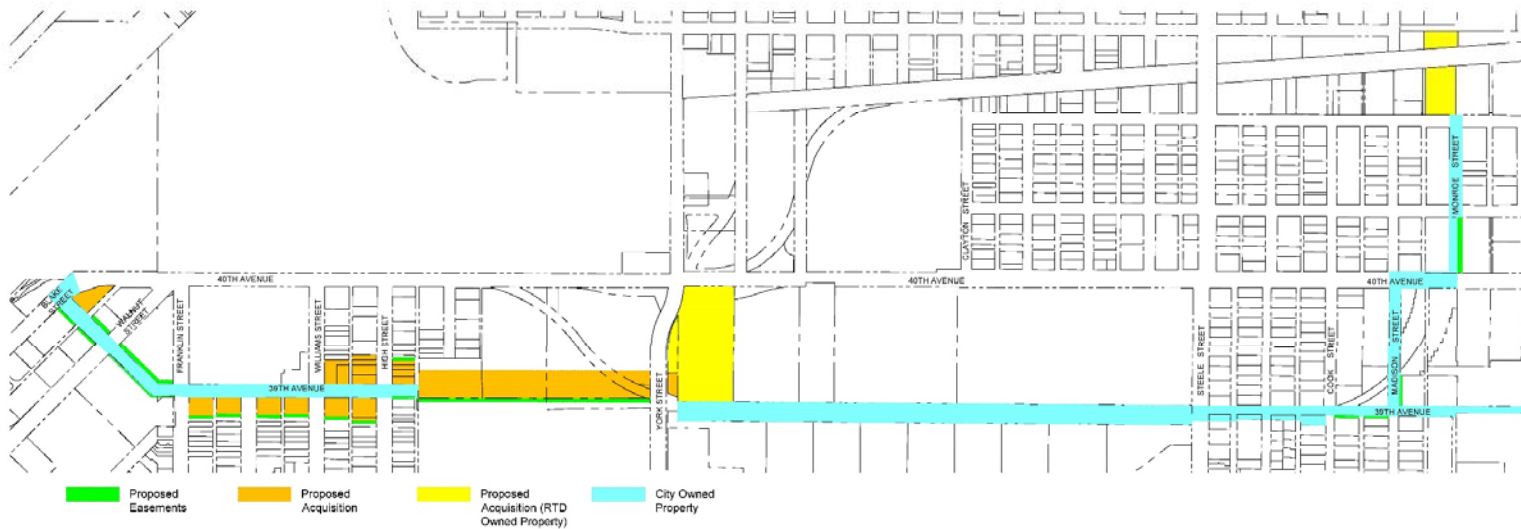 MONROE STREET
CLAYTON STREET
40TH AVENUE
40TH AVENUE
40TH AVENUE
BLAKE
STREET
WALNUT
STREET
FRANKLIN STREET
WILLIAMS STREET
HIGH STREET
39TH AVENUE
YORK STREET
STEELE STREET
COOK STREET
MADISON STREET
39TH AVENUE
Proposed
Easements
Proposed
Acquisition
Proposed
Acquisition (RTD
Owned Property)
City Owned
Property